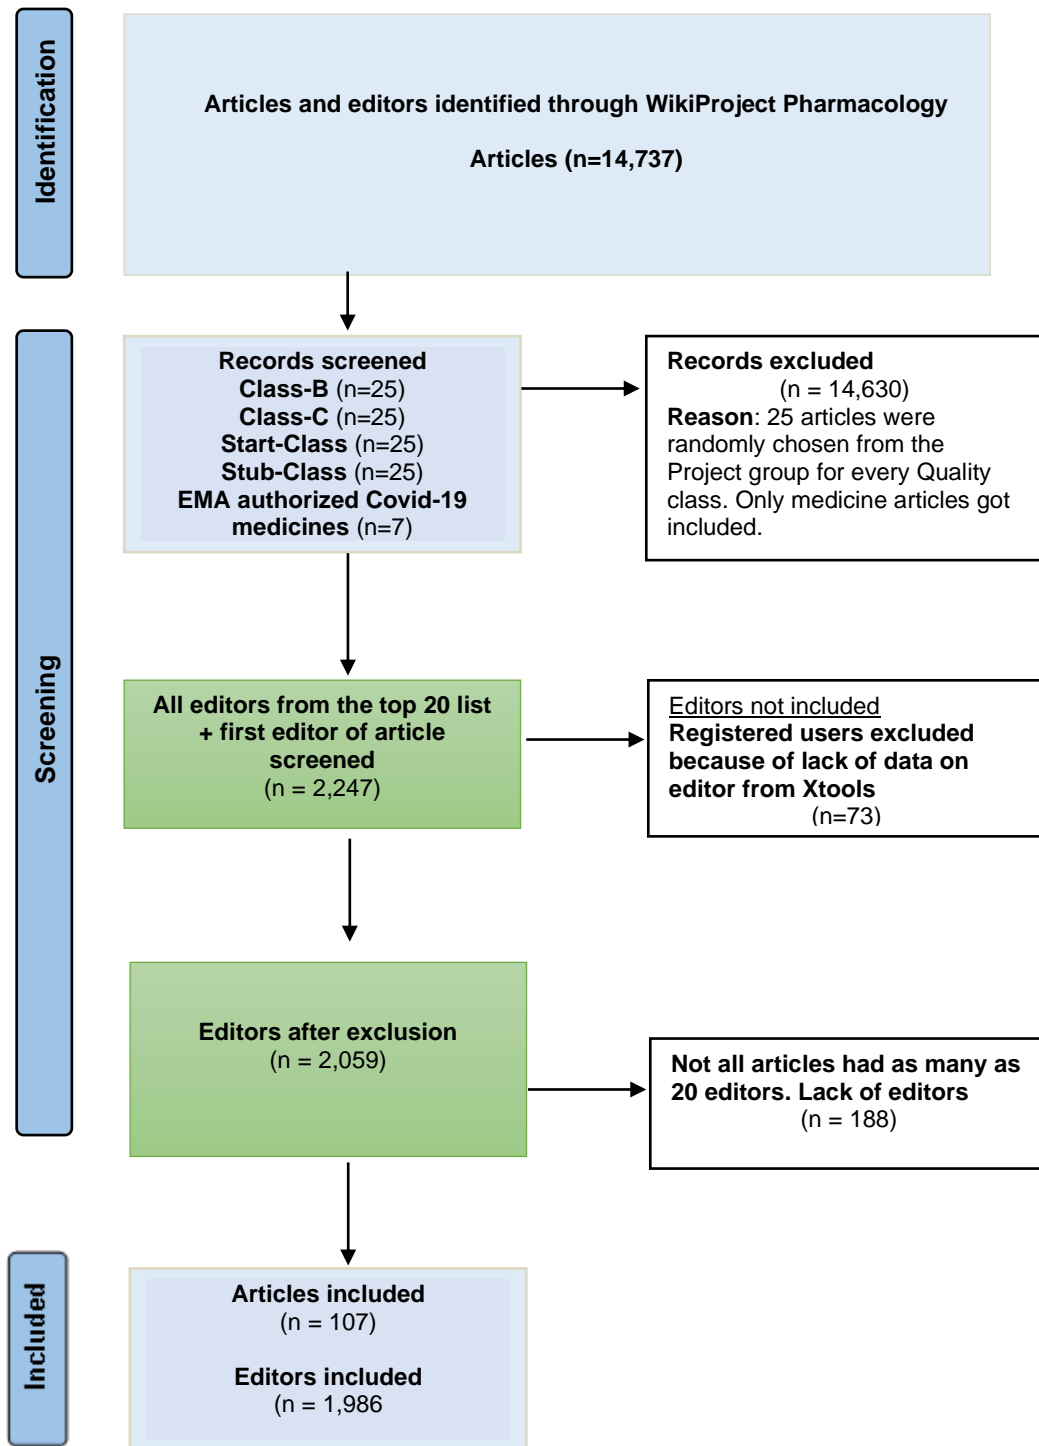 Identification
Articles and editors identified through WikiProject Pharmacology
Articles (n=14,737)
Screening
Records screened
Class-B (n=25)
Class-C (n=25)
Start-Class (n=25)
Stub-Class (n=25)
EMA authorized Covid-19
medicines (n=7)
Records excluded
(n = 14,630)
Reason: 25 articles were
randomly chosen from the
Project group for every Quality
class. Only medicine articles got
included.
All editors from the top 20 list
+ first editor of article
screened
(n = 2,247)
Editors not included
Registered users excluded
because of lack of data on
editor from Xtools
(n=73)
Editors after exclusion
(n = 2,059)
Not all articles had as many as
20 editors. Lack of editors
(n = 188)
Included
Articles included
(n = 107)
Editors included
(n = 1,986